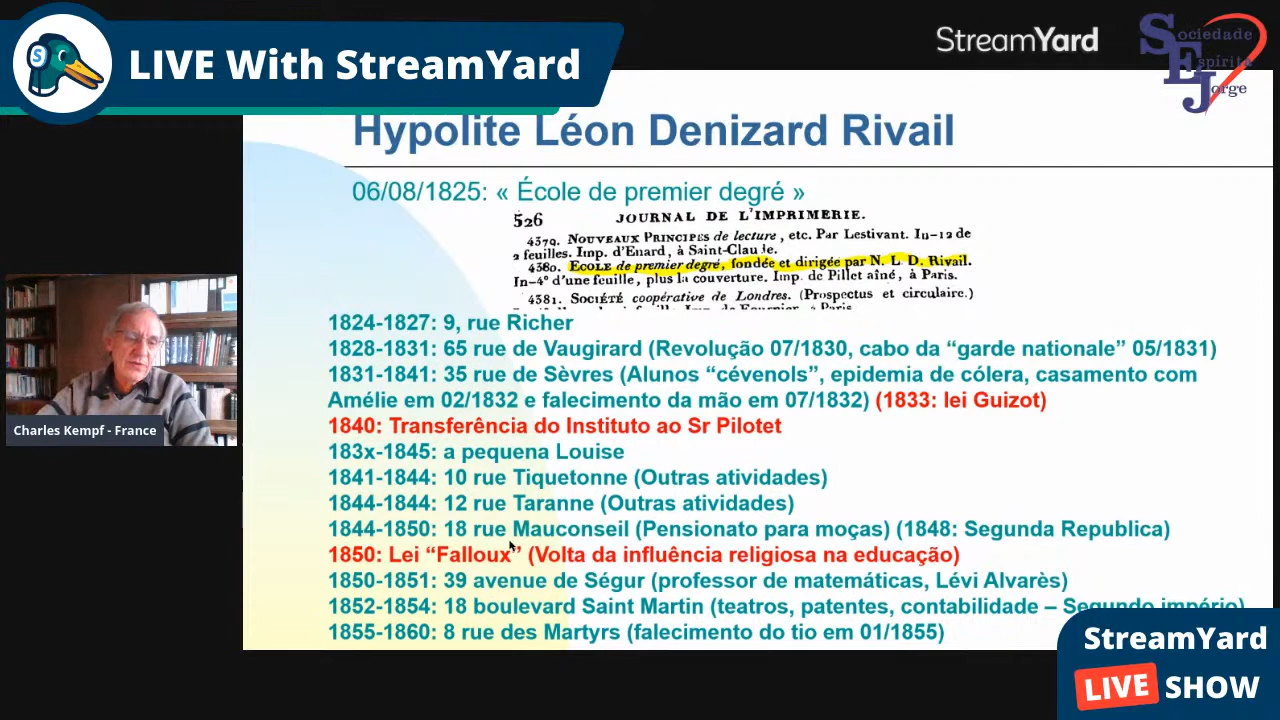 LIVE With StreamYard
StreamYard
Sociedade
Espírita
Jorge
Hypolite Léon Denizard Rivail
06/08/1825: « École de premier degré »
526 JOURNAL DE L'IMPRIMERIE.
4379. NOUVEAUX PRINCIPES de lecture, etc. Par Lestivant. In-12 de
2 feuilles. Imp. d'Enard, à Saint-Claude.
4380. ECOLE de premier degré, fondée et dirigée par N. L. D. Rivail.
In-4° d'une feuille, plus la couverture. Imp. de Pillet aîné, à Paris.
4381. SOCIÉTÉ coopérative de Londres. (Prospectus et circulaire.)
1824-1827: 9, rue Richer
1828-1831: 65 rue de Vaugirard (Revolução 07/1830, cabo da “garde nationale” 05/1831)
1831-1841: 35 rue de Sèvres (Alunos “cévenols”, epidemia de cólera, casamento com
Amélie em 02/1832 e falecimento da mão em 07/1832) (1833: lei Guizot)
1840: Transferência do Instituto ao Sr Pilotet
183x-1845: a pequena Louise
1841-1844: 10 rue Tiquetonne (Outras atividades)
1844-1844: 12 rue Taranne (Outras atividades)
1844-1850: 18 rue Mauconseil (Pensionato para moças) (1848: Segunda Republica)
1850: Lei “Falloux” (Volta da influência religiosa na educação)
1850-1851: 39 avenue de Ségur (professor de matemáticas, Lévi Alvarès)
1852-1854: 18 boulevard Saint Martin (teatros, patentes, contabilidade – Segundo império)
1855-1860: 8 rue des Martyrs (falecimento do tio em 01/1855)
Charles Kempf - France
StreamYard
LIVE SHOW